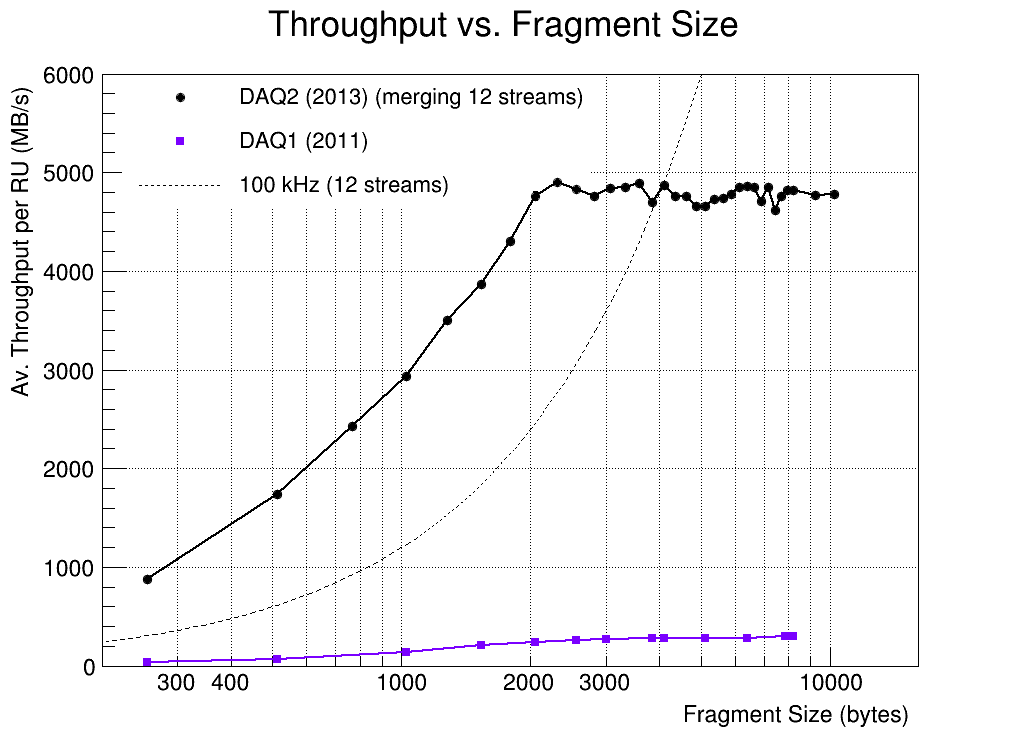 Throughput vs. Fragment Size
Av. Throughput per RU (MB/s)
6000
5000
4000
3000
2000
1000
0
DAQ2 (2013) (merging 12 streams)
DAQ1 (2011)
100 kHz (12 streams)
300 400 1000 2000 3000 10000
Fragment Size (bytes)